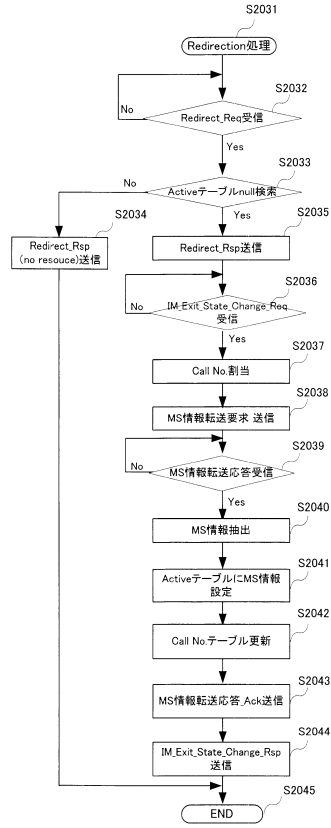 S2031
Redirection処理
S2032
Redirect_Req受信
No
Yes
S2033
Activeテーブルnull検索
No
Yes
S2034
Redirect_Rsp
(no resouce)送信
S2035
Redirect_Rsp送信
S2036
IM_Exit_State_Change_Req
受信
No
Yes
S2037
Call No.割当
S2038
MS情報転送要求 送信
S2039
MS情報転送応答受信
No
Yes
S2040
MS情報抽出
S2041
ActiveテーブルにMS情報
設定
S2042
Call No.テーブル更新
S2043
MS情報転送応答_Ack送信
S2044
IM_Exit_State_Change_Rsp
送信
S2045
END